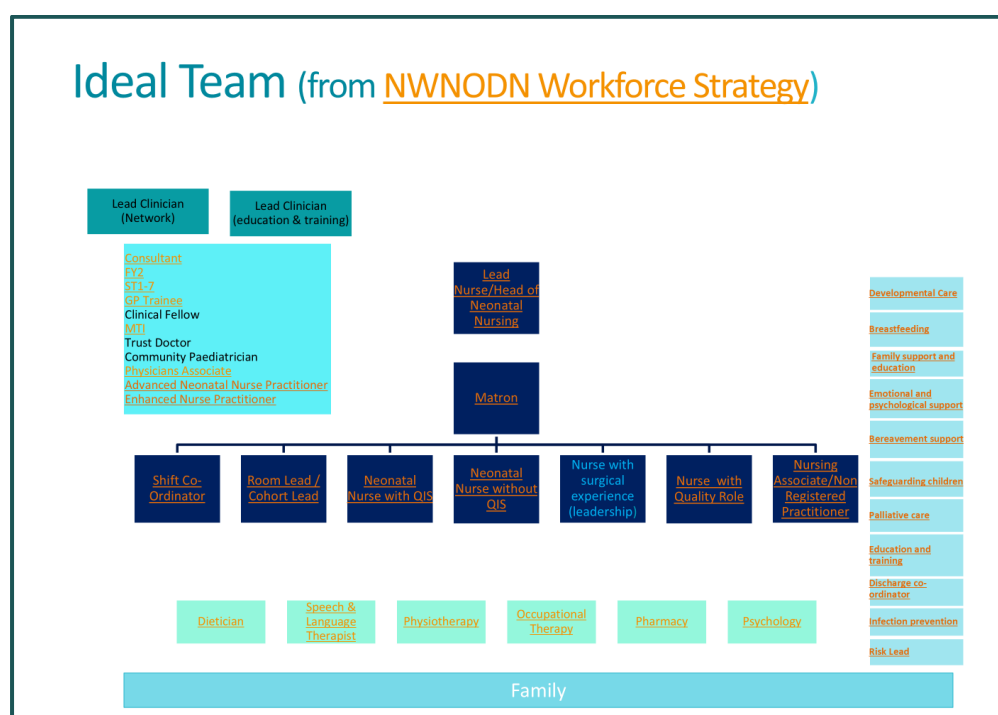 Ideal Team (from NWNODN Workforce Strategy)
Lead Clinician
(Network)
Lead Clinician
(education & training)
Consultant
FY2
ST1-7
GP Trainee
Clinical Fellow
MTI
Trust Doctor
Community Paediatrician
Physicians Associate
Advanced Neonatal Nurse Practitioner
Enhanced Nurse Practitioner
Lead
Nurse/Head of
Neonatal
Nursing
Matron
Shift Co-
Ordinator
Room Lead /
Cohort Lead
Neonatal
Nurse with QIS
Neonatal
Nurse without
QIS
Nurse with
surgical
experience
(leadership)
Nurse with
Quality Role
Nursing
Associate/Non
Registered
Practitioner
Dietician
Speech &
Language
Therapist
Physiotherapy
Occupational
Therapy
Pharmacy
Psychology
Developmental Care
Breastfeeding
Family support and
education
Emotional and
psychological support
Bereavement support
Safeguarding children
Palliative care
Education and
training
Discharge co-
ordinator
Infection prevention
Risk Lead
Family